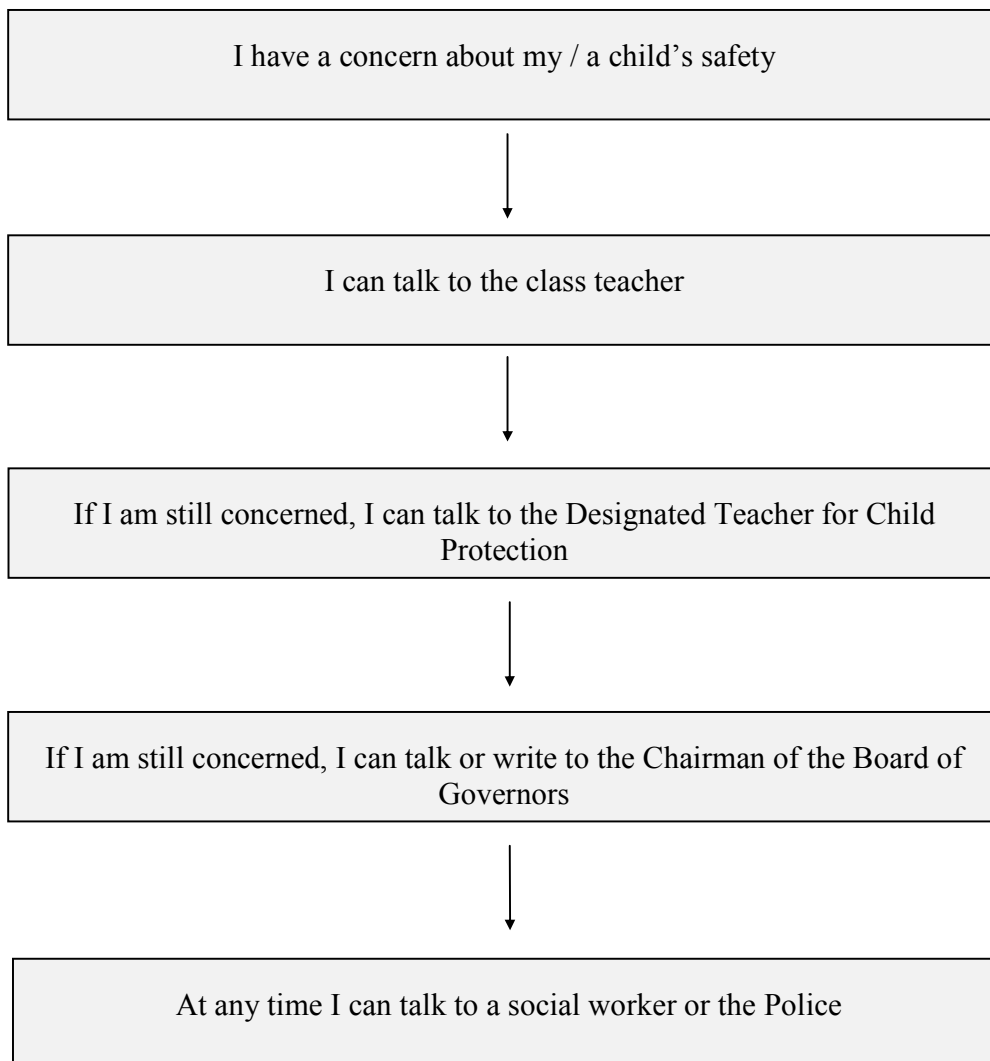 I have a concern about my / a child’s safety
I can talk to the class teacher
If I am still concerned, I can talk to the Designated Teacher for Child
Protection
If I am still concerned, I can talk or write to the Chairman of the Board of
Governors
At any time I can talk to a social worker or the Police